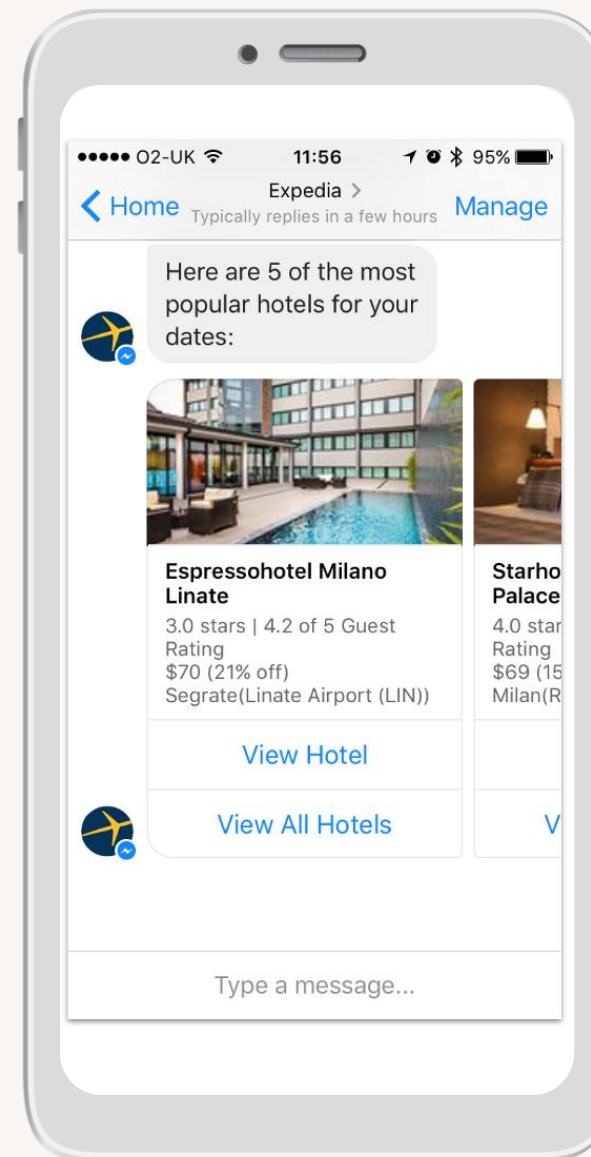 O2-UK 11:56 95%
Home Expedia > Manage
Typically replies in a few hours
Here are 5 of the most
popular hotels for your
dates:
Espressohotel Milano
Linate
3.0 stars | 4.2 of 5 Guest
Rating
$70 (21% off)
Segrate(Linate Airport (LIN))
View Hotel
View All Hotels
Starho
Palace
4.0 star
Rating
$69 (15
Milan(R
V
Type a message...